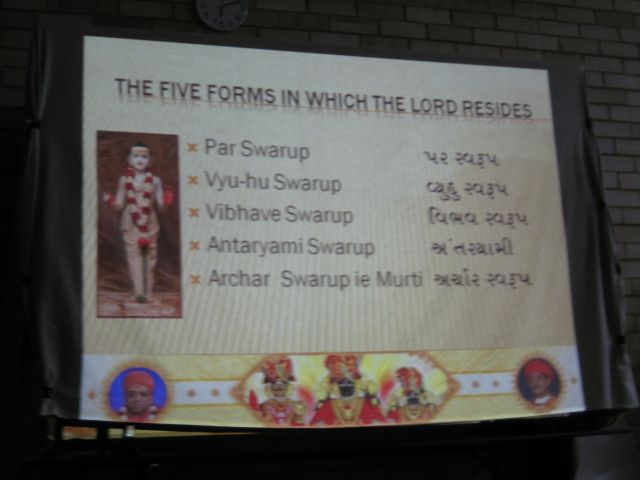 THE FIVE FORMS IN WHICH THE LORD RESIDES
× Par Swarup પર સ્વરૂપ
× Vyu-hu Swarup વ્યુહુ સ્વરૂપ
× Vibhave Swarup વિભવ સ્વરૂપ
× Antaryami Swarup અંતરયામી
× Archar Swarup ie Murti અર્ચાર સ્વરૂપ